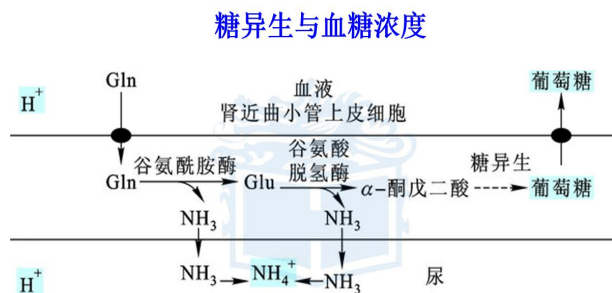 糖异生与血糖浓度
Gln
血液
葡萄糖
H⁺
肾近曲小管上皮细胞
谷氨酸
脱氢酶
糖异生
Gln
谷氨酰胺酶
Glu
α-酮戊二酸
葡萄糖
NH₃
NH₃
H⁺
NH₃
NH₄⁺
NH₃
尿